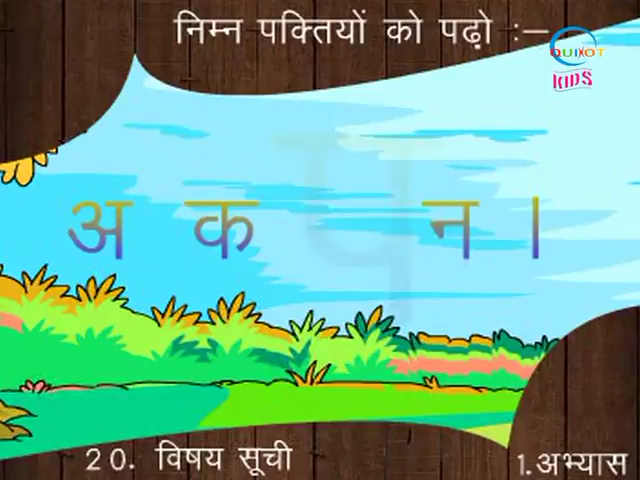 निम्न पक्तियों को पढ़ो :–
QUIXOT
KIDS
अ क प न ।
20. विषय सूची
1.अभ्यास